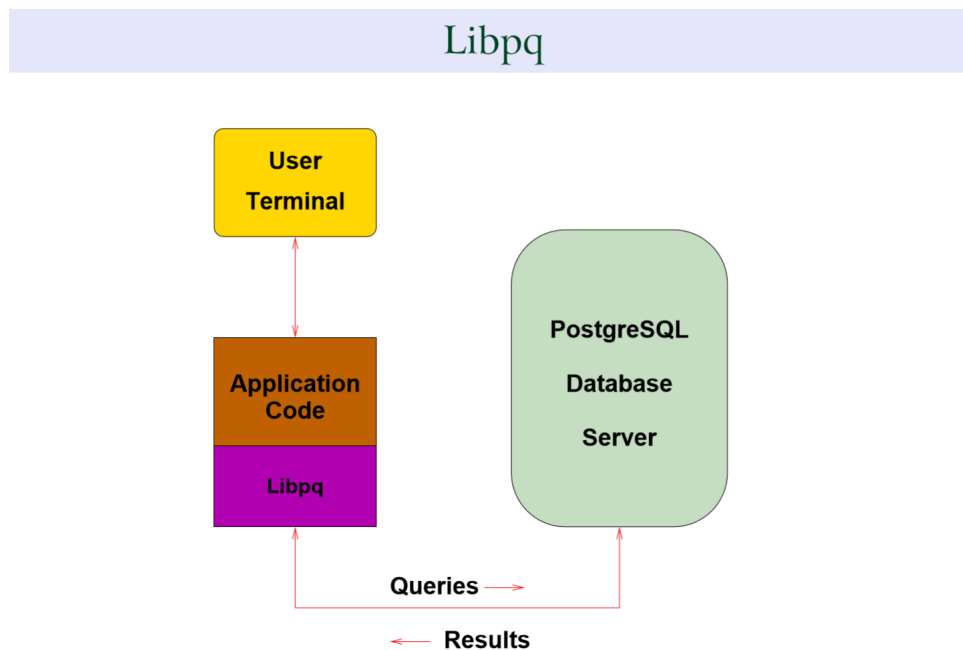 Libpq
User
Terminal
Application
Code
Libpq
PostgreSQL
Database
Server
Queries
Results